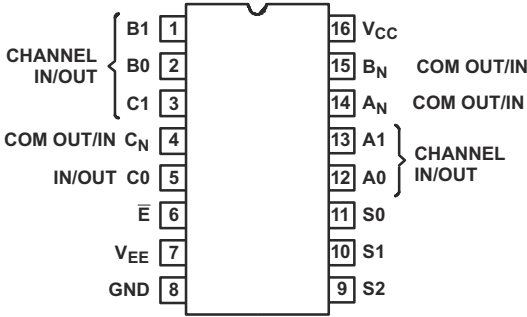 B1 1 16 VCC
CHANNEL
IN/OUT
B0 2 15 BN COM OUT/IN
C1 3 14 AN COM OUT/IN
COM OUT/IN CN 4 13 A1
CHANNEL
IN/OUT
IN/OUT C0 5 12 A0
E̅ 6 11 S0
VEE 7 10 S1
GND 8 9 S2